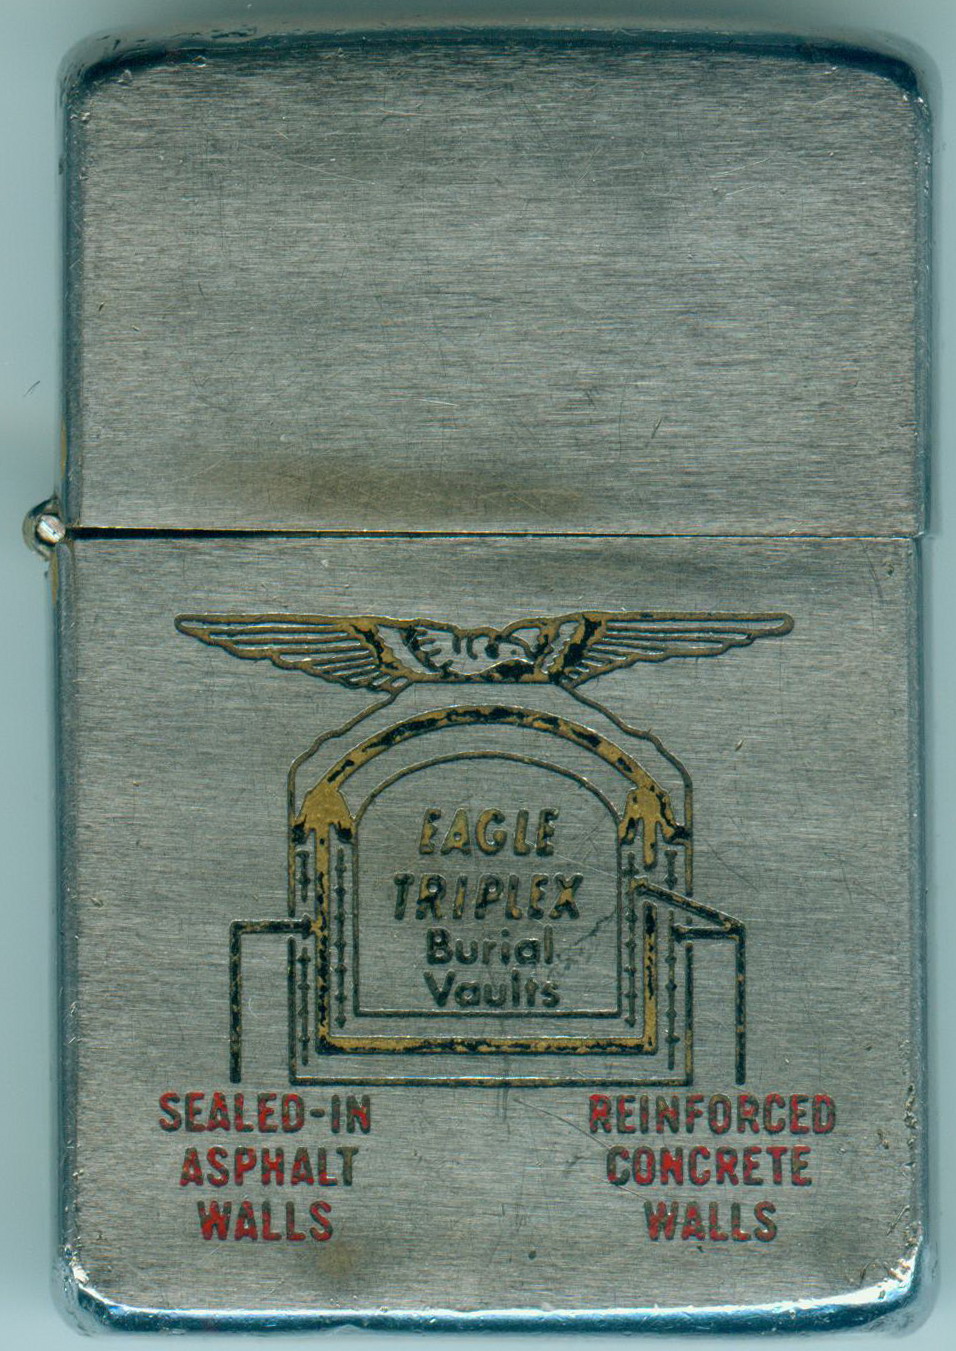 EAGLE
TRIPLEX
Burial
Vaults
SEALED-IN
ASPHALT
WALLS
REINFORCED
CONCRETE
WALLS